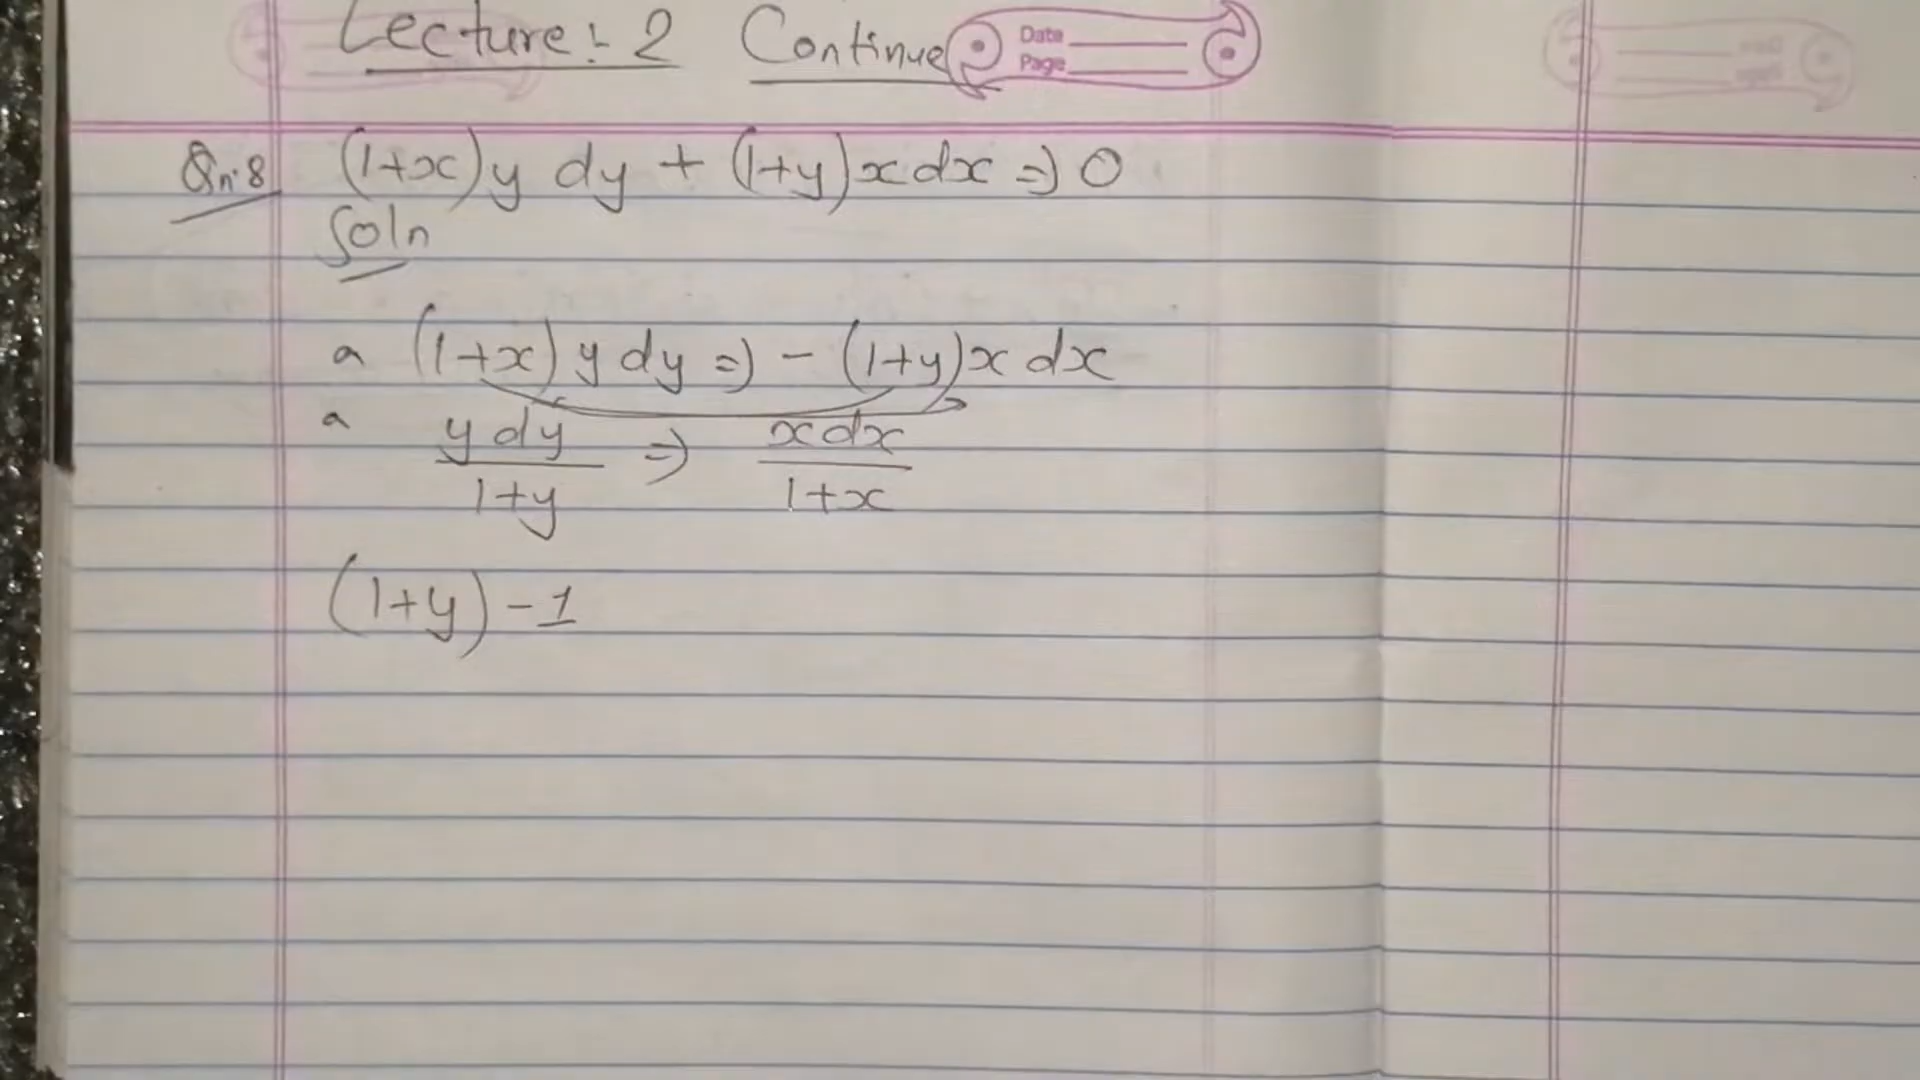 Lecture:- 2 Continue
Date
Page
Qn.8 (1+x)y dy + (1+y)x dx => 0
Soln
a (1+x) y dy => - (1+y)x dx
a y dy / 1+y => x dx / 1+x
(1+y) - 1